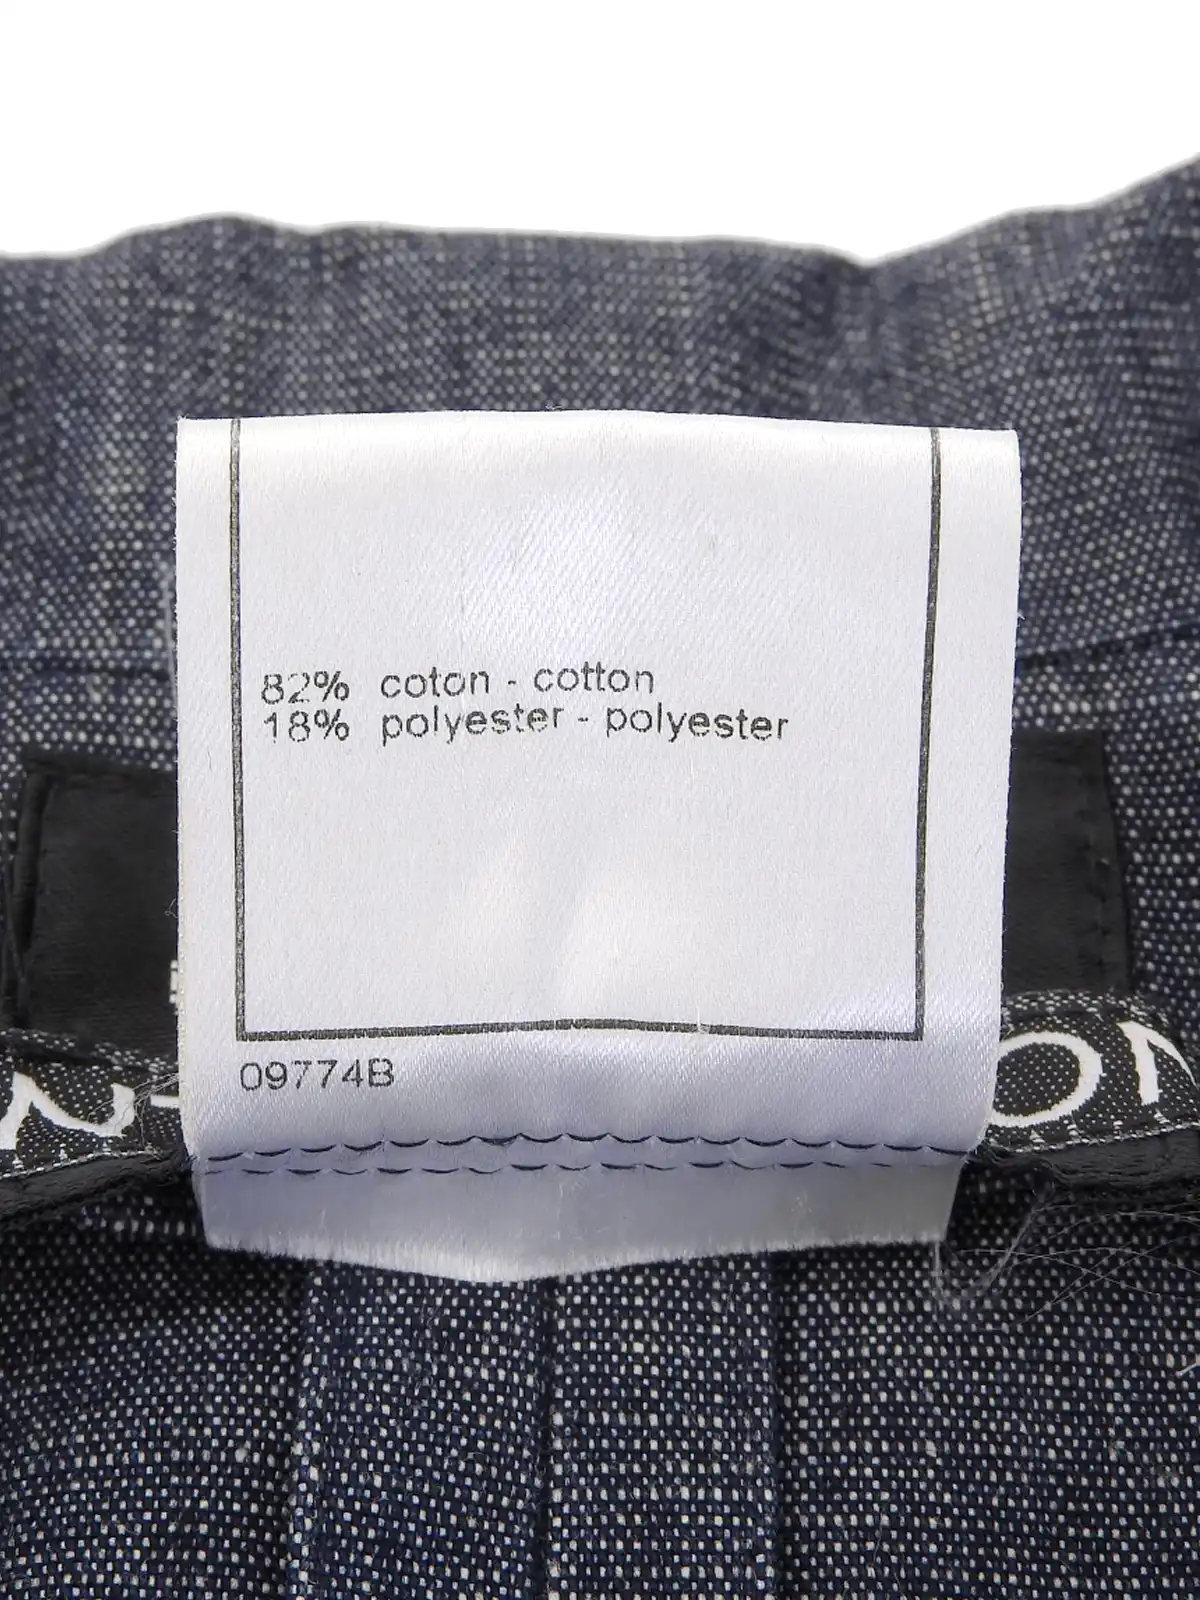 82% coton - cotton
18% polyester - polyester
09774B